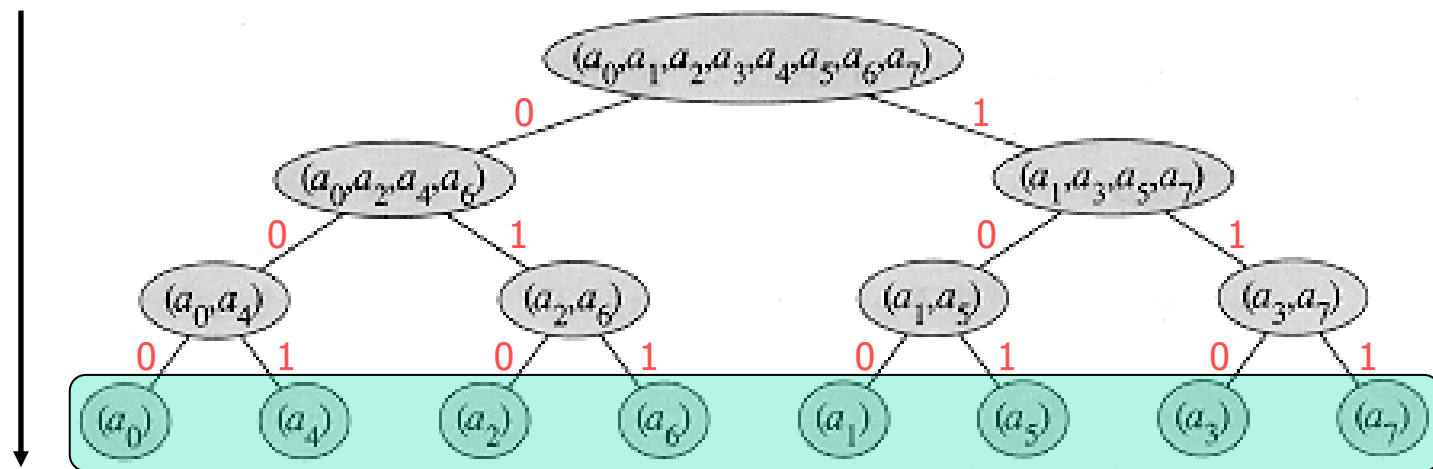 (a₀,a₁,a₂,a₃,a₄,a₅,a₆,a₇)
0 1
(a₀,a₂,a₄,a₆) (a₁,a₃,a₅,a₇)
0 1 0 1
(a₀,a₄) (a₂,a₆) (a₁,a₅) (a₃,a₇)
0 1 0 1 0 1 0 1
(a₀) (a₄) (a₂) (a₆) (a₁) (a₅) (a₃) (a₇)